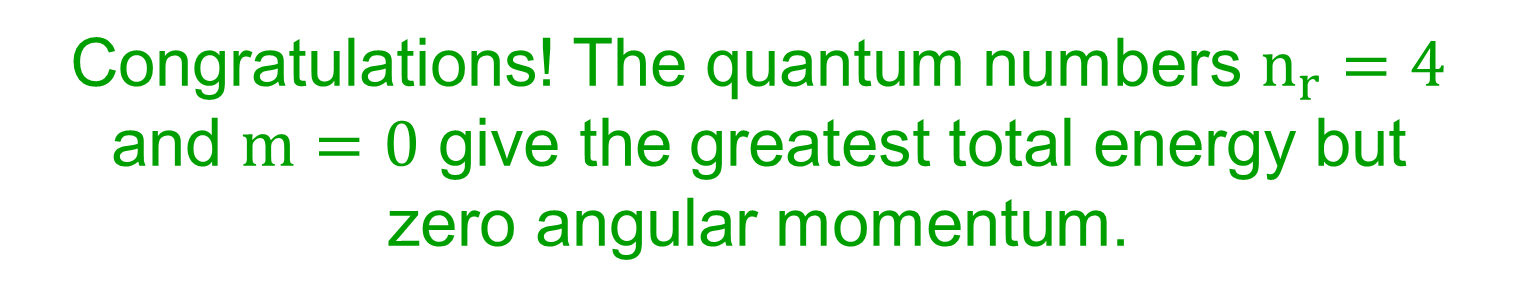 Congratulations! The quantum numbers nᵣ = 4
and m = 0 give the greatest total energy but
zero angular momentum.